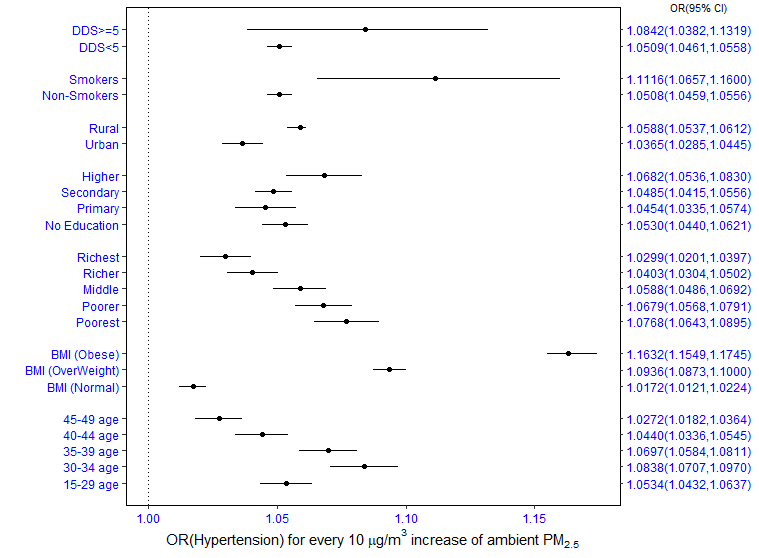 OR(95% CI)
DDS>=5 1.0842(1.0382,1.1319)
DDS<5 1.0509(1.0461,1.0558)
Smokers 1.1116(1.0657,1.1600)
Non-Smokers 1.0508(1.0459,1.0556)
Rural 1.0588(1.0537,1.0612)
Urban 1.0365(1.0285,1.0445)
Higher 1.0682(1.0536,1.0830)
Secondary 1.0485(1.0415,1.0556)
Primary 1.0454(1.0335,1.0574)
No Education 1.0530(1.0440,1.0621)
Richest 1.0299(1.0201,1.0397)
Richer 1.0403(1.0304,1.0502)
Middle 1.0588(1.0486,1.0692)
Poorer 1.0679(1.0568,1.0791)
Poorest 1.0768(1.0643,1.0895)
BMI (Obese) 1.1632(1.1549,1.1745)
BMI (OverWeight) 1.0936(1.0873,1.1000)
BMI (Normal) 1.0172(1.0121,1.0224)
45-49 age 1.0272(1.0182,1.0364)
40-44 age 1.0440(1.0336,1.0545)
35-39 age 1.0697(1.0584,1.0811)
30-34 age 1.0838(1.0707,1.0970)
15-29 age 1.0534(1.0432,1.0637)
1.00 1.05 1.10 1.15
OR(Hypertension) for every 10 μg/m³ increase of ambient PM₂.₅